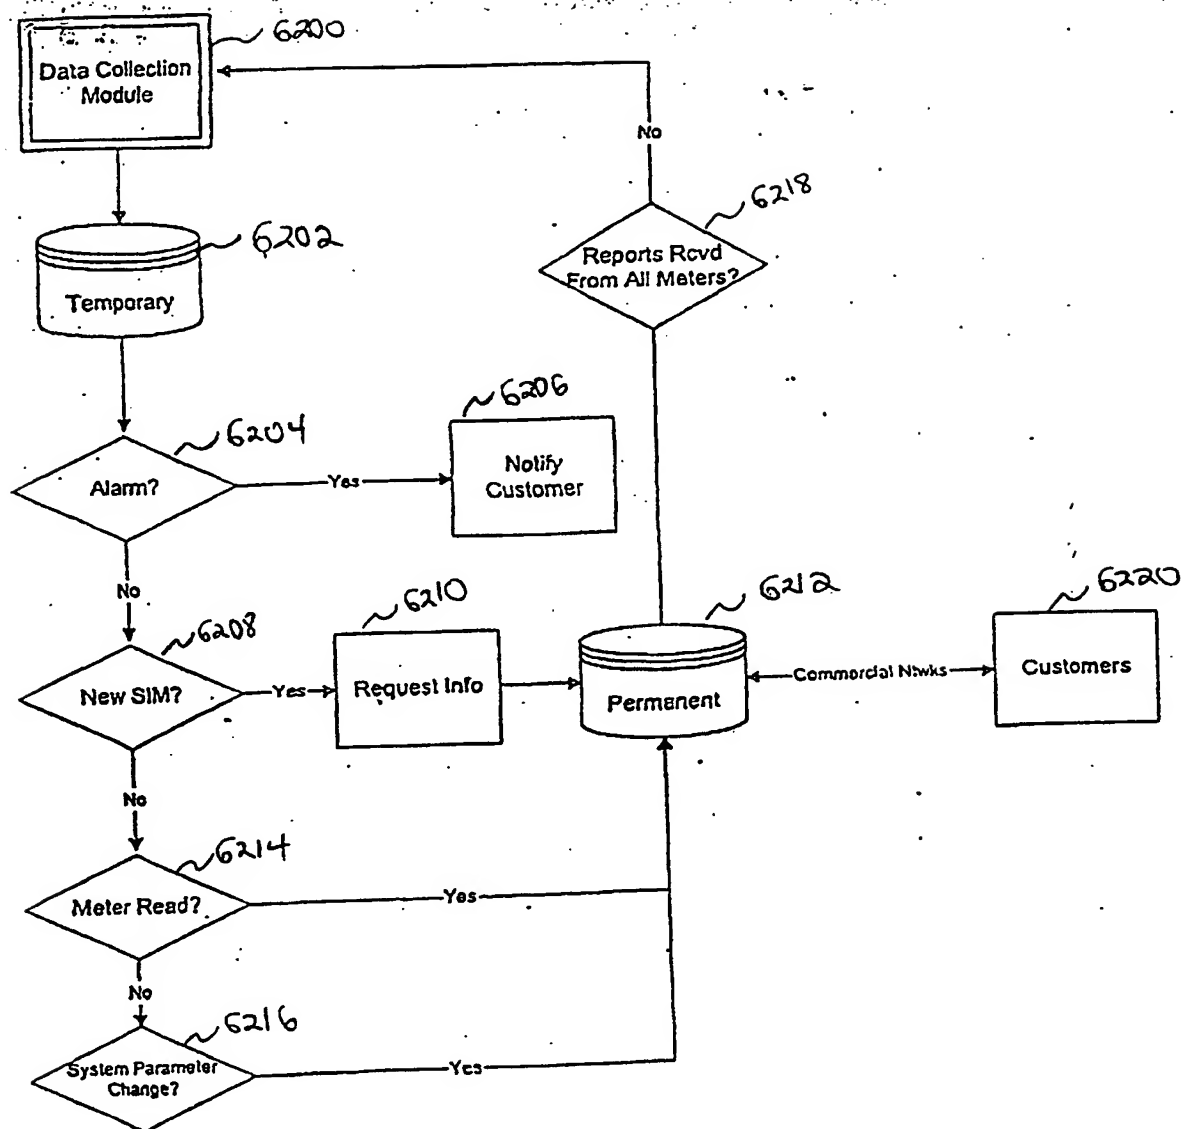 6200
Data Collection
Module
No
6218
Reports Rcvd
From All Meters?
6202
Temporary
6206
Notify
Customer
6204
Alarm?
Yes
No
6208
New SIM?
Yes
6210
Request Info
6212
Permanent
Commercial Ntwks
6220
Customers
No
6214
Meter Read?
Yes
No
6216
System Parameter
Change?
Yes